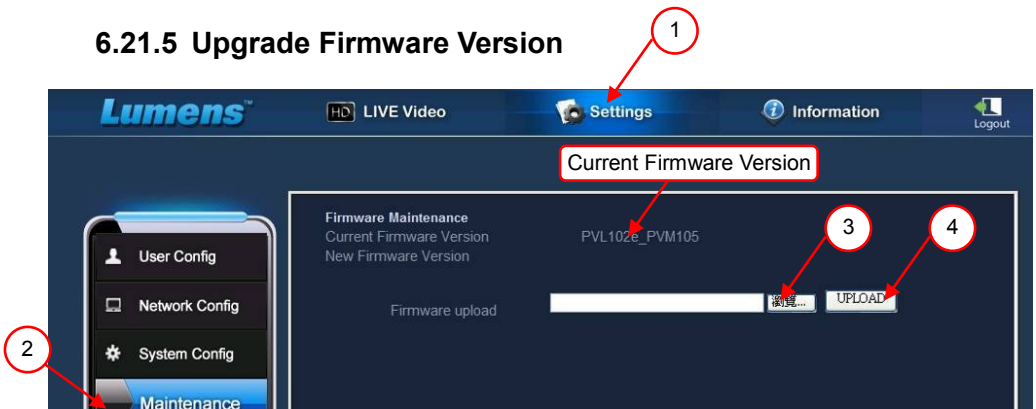 6.21.5 Upgrade Firmware Version
1
Lumens™
HD LIVE Video
Settings
Information
Logout
Current Firmware Version
Firmware Maintenance
Current Firmware Version PVL102e_PVM105
New Firmware Version
3
4
User Config
Network Config
Firmware upload
瀏覽...
UPLOAD
2
System Config
Maintenance